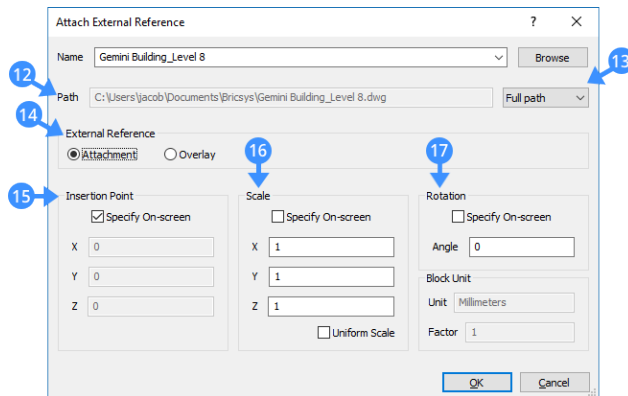 Attach External Reference ? ×
Name Gemini Building_Level 8 Browse
12 13
Path C:\Users\jacob\Documents\Bricsys\Gemini Building_Level 8.dwg Full path
14
External Reference
Attachment Overlay
16 17
15 Insertion Point Scale Rotation
Specify On-screen Specify On-screen Specify On-screen
X 0 X 1 Angle 0
Y 0 Y 1 Block Unit
Z 0 Z 1 Unit Millimeters
Uniform Scale Factor 1
OK Cancel